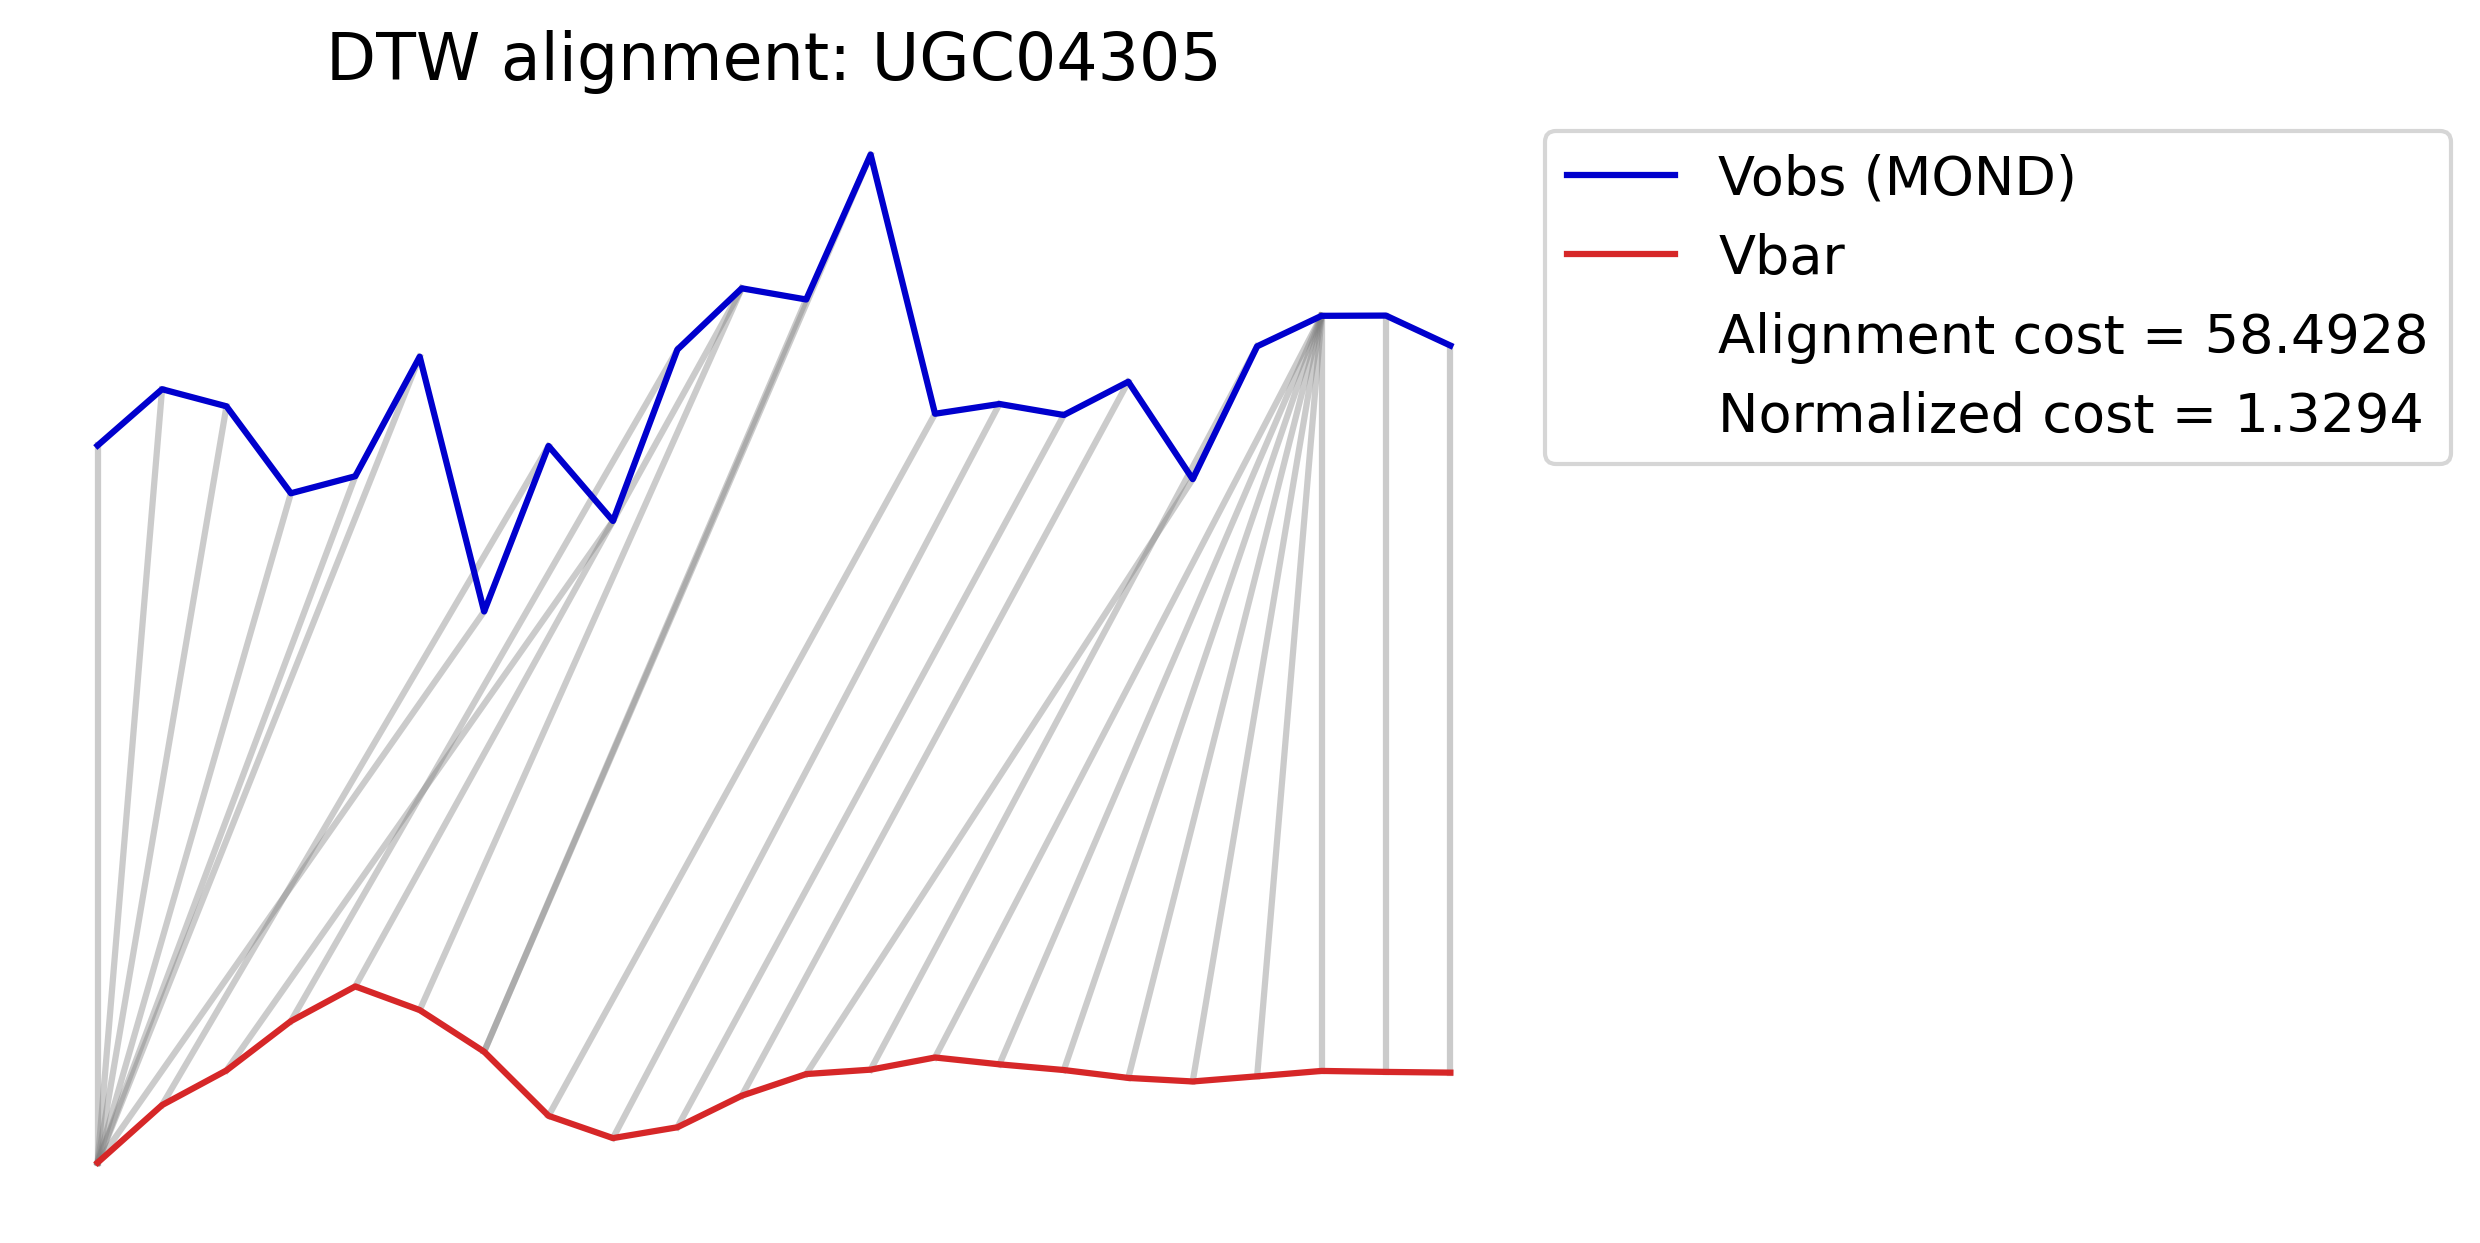 DTW alignment: UGC04305
Vobs (MOND)
Vbar
Alignment cost = 58.4928
Normalized cost = 1.3294